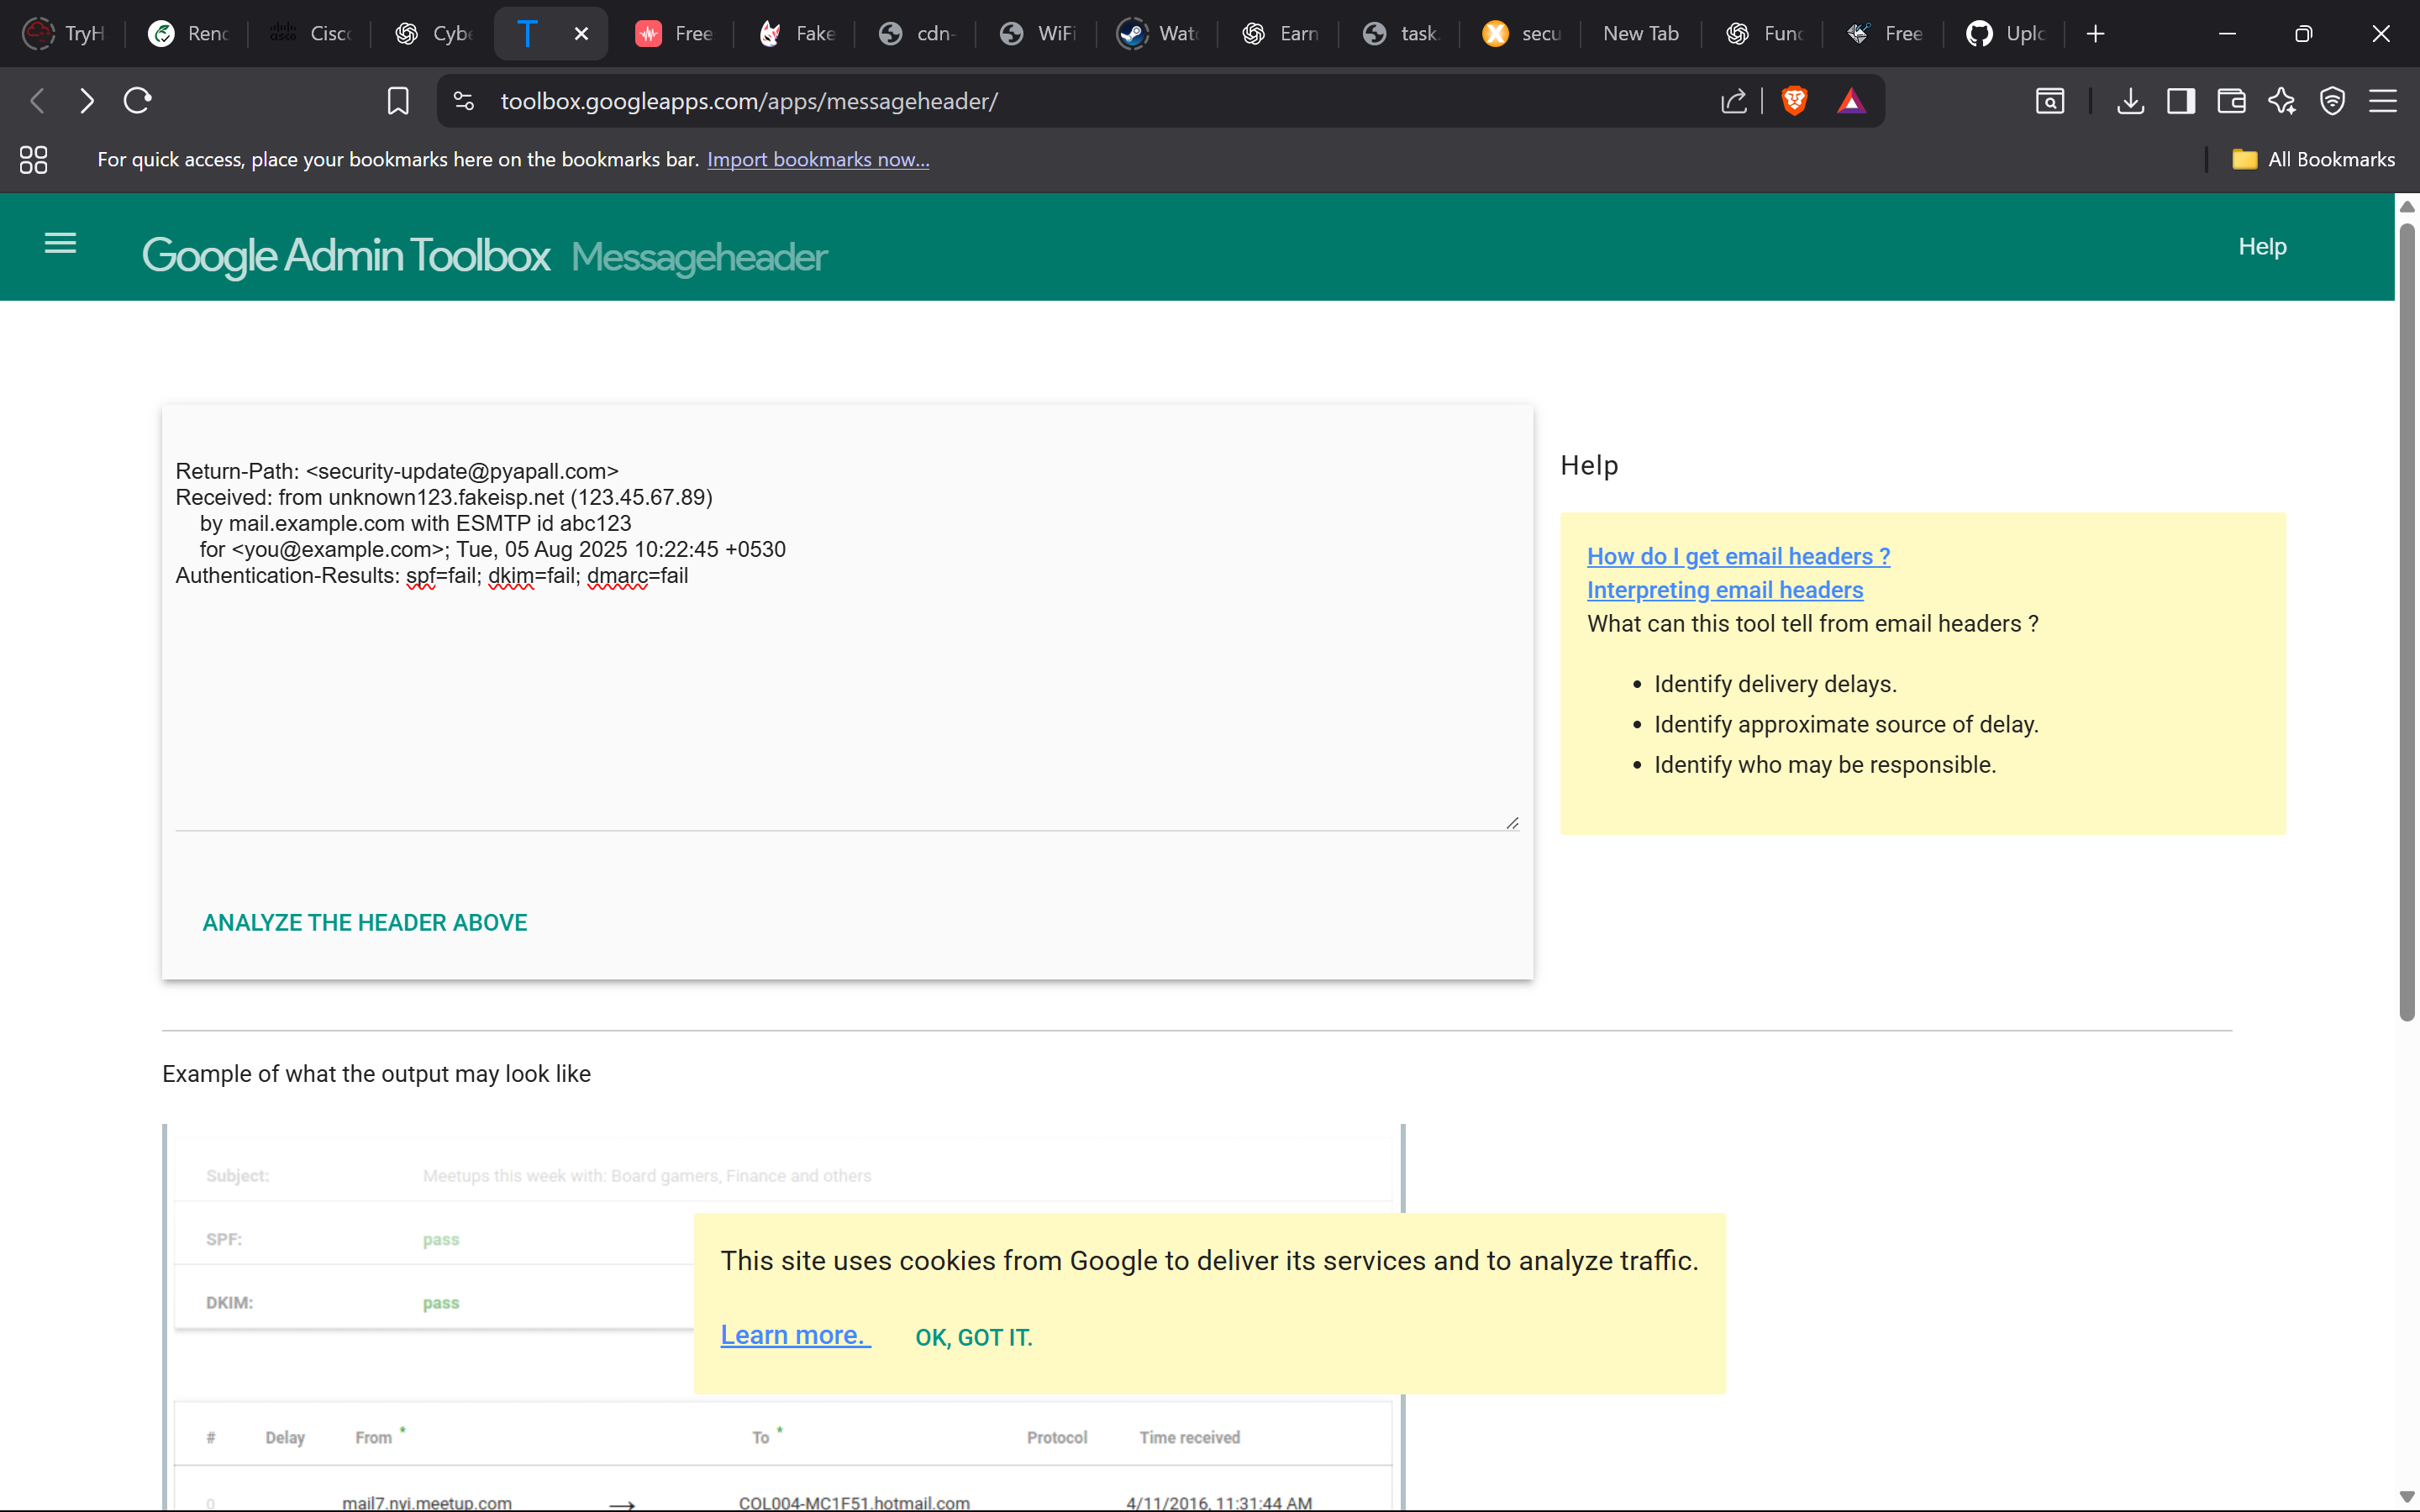 TryH
Renc
cisco Cisco
Cybe
T
Free
Fake
cdn-
WiFi
Wat
Earn
task.
secu
New Tab
Func
Free
Uplo
toolbox.googleapps.com/apps/messageheader/
For quick access, place your bookmarks here on the bookmarks bar. Import bookmarks now...
All Bookmarks
Google Admin Toolbox Messageheader
Help
Return-Path: <security-update@pyapall.com>
Received: from unknown123.fakeisp.net (123.45.67.89)
by mail.example.com with ESMTP id abc123
for <you@example.com>; Tue, 05 Aug 2025 10:22:45 +0530
Authentication-Results: spf=fail; dkim=fail; dmarc=fail
ANALYZE THE HEADER ABOVE
Help
How do I get email headers ?
Interpreting email headers
What can this tool tell from email headers ?
• Identify delivery delays.
• Identify approximate source of delay.
• Identify who may be responsible.
Example of what the output may look like
Subject: Meetups this week with: Board gamers, Finance and others
SPF: pass
DKIM: pass
This site uses cookies from Google to deliver its services and to analyze traffic.
Learn more. OK, GOT IT.
# Delay From * To * Protocol Time received
0 mail7.nyi.meetup.com → COL004-MC1F51.hotmail.com 4/11/2016, 11:31:44 AM